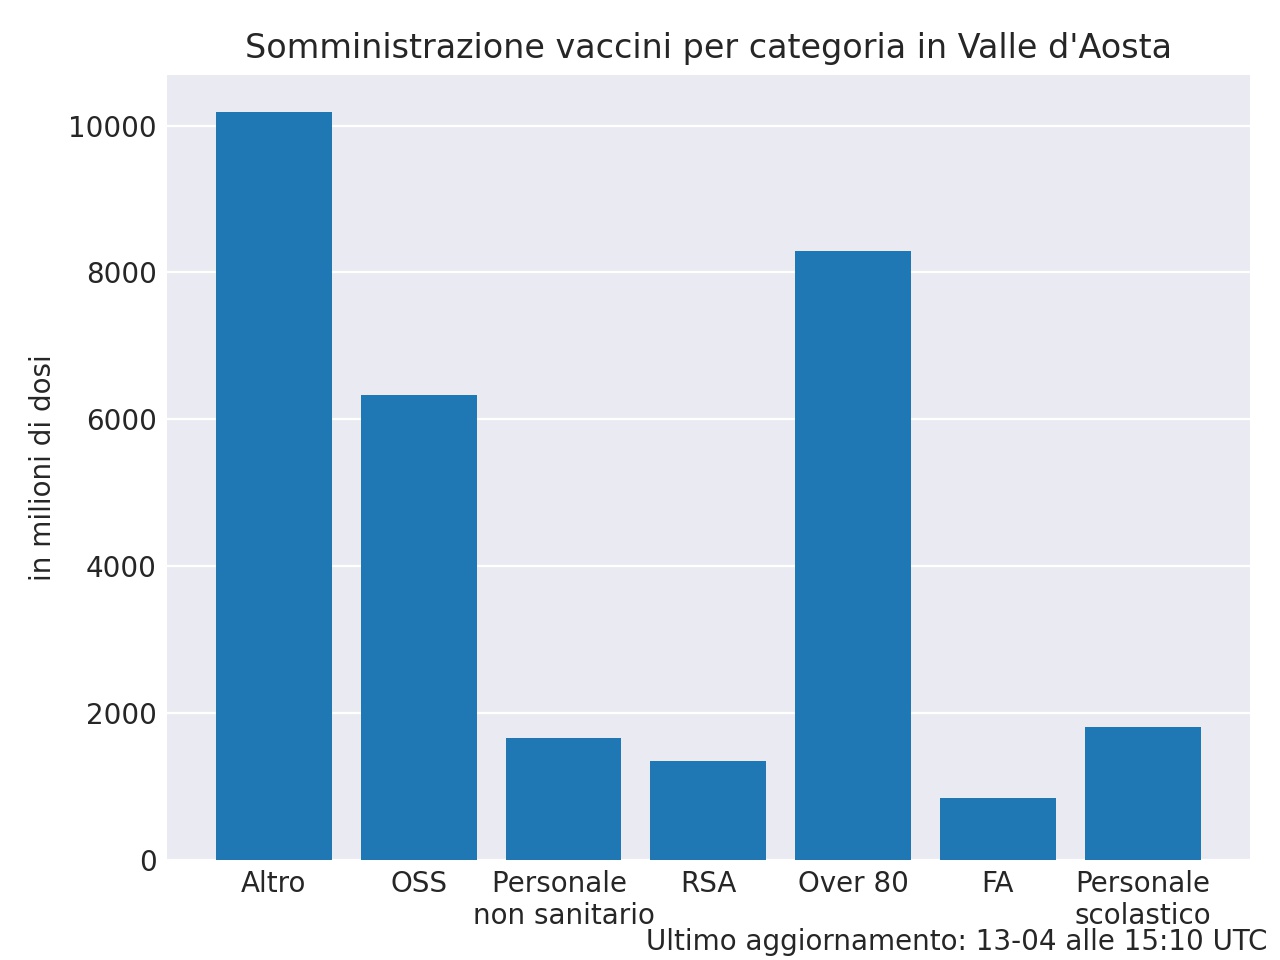 Somministrazione vaccini per categoria in Valle d'Aosta
in milioni di dosi
10000
8000
6000
4000
2000
0
Altro
OSS
Personale
non sanitario
RSA
Over 80
FA
Personale
scolastico
Ultimo aggiornamento: 13-04 alle 15:10 UTC